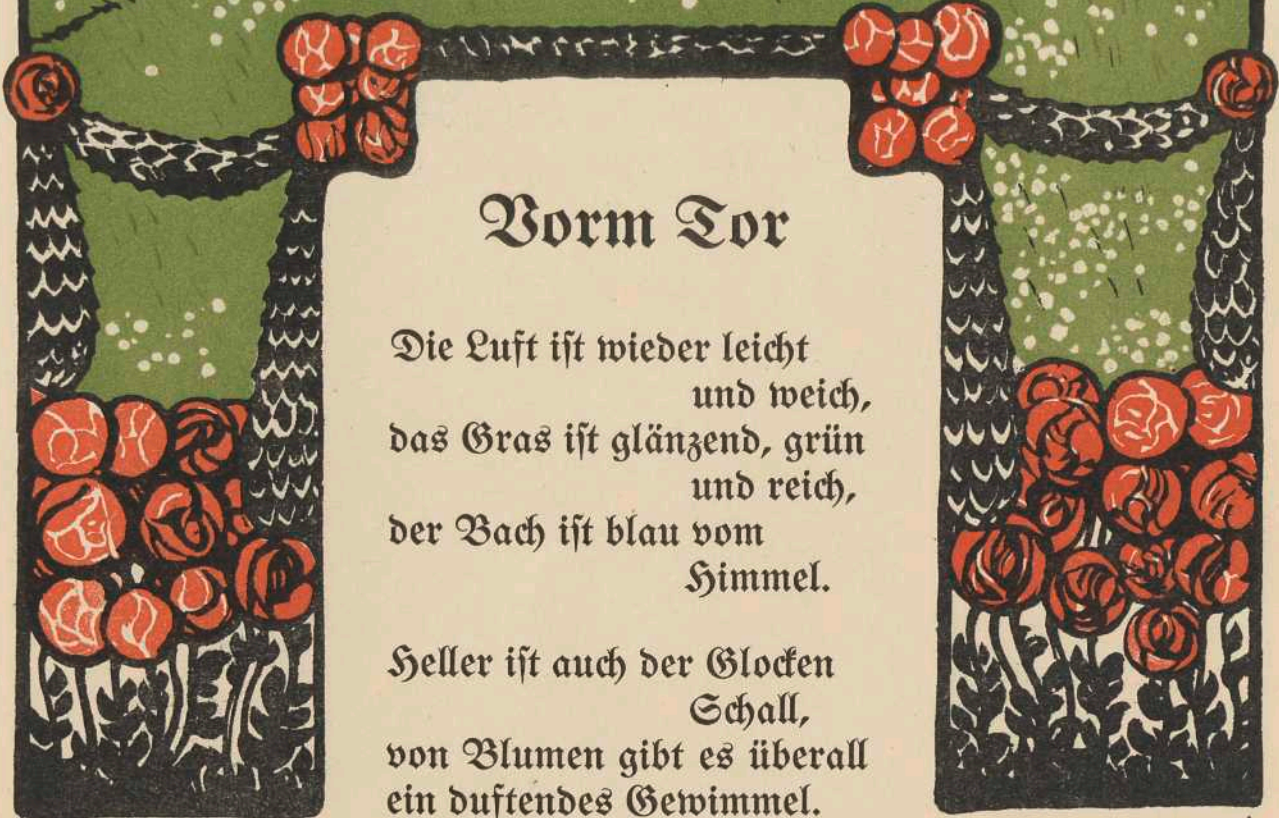 Vorm Tor
Die Luft ist wieder leicht
und weich,
das Gras ist glänzend, grün
und reich,
der Bach ist blau vom
Himmel.
Heller ist auch der Glocken
Schall,
von Blumen gibt es überall
ein duftendes Gewimmel.